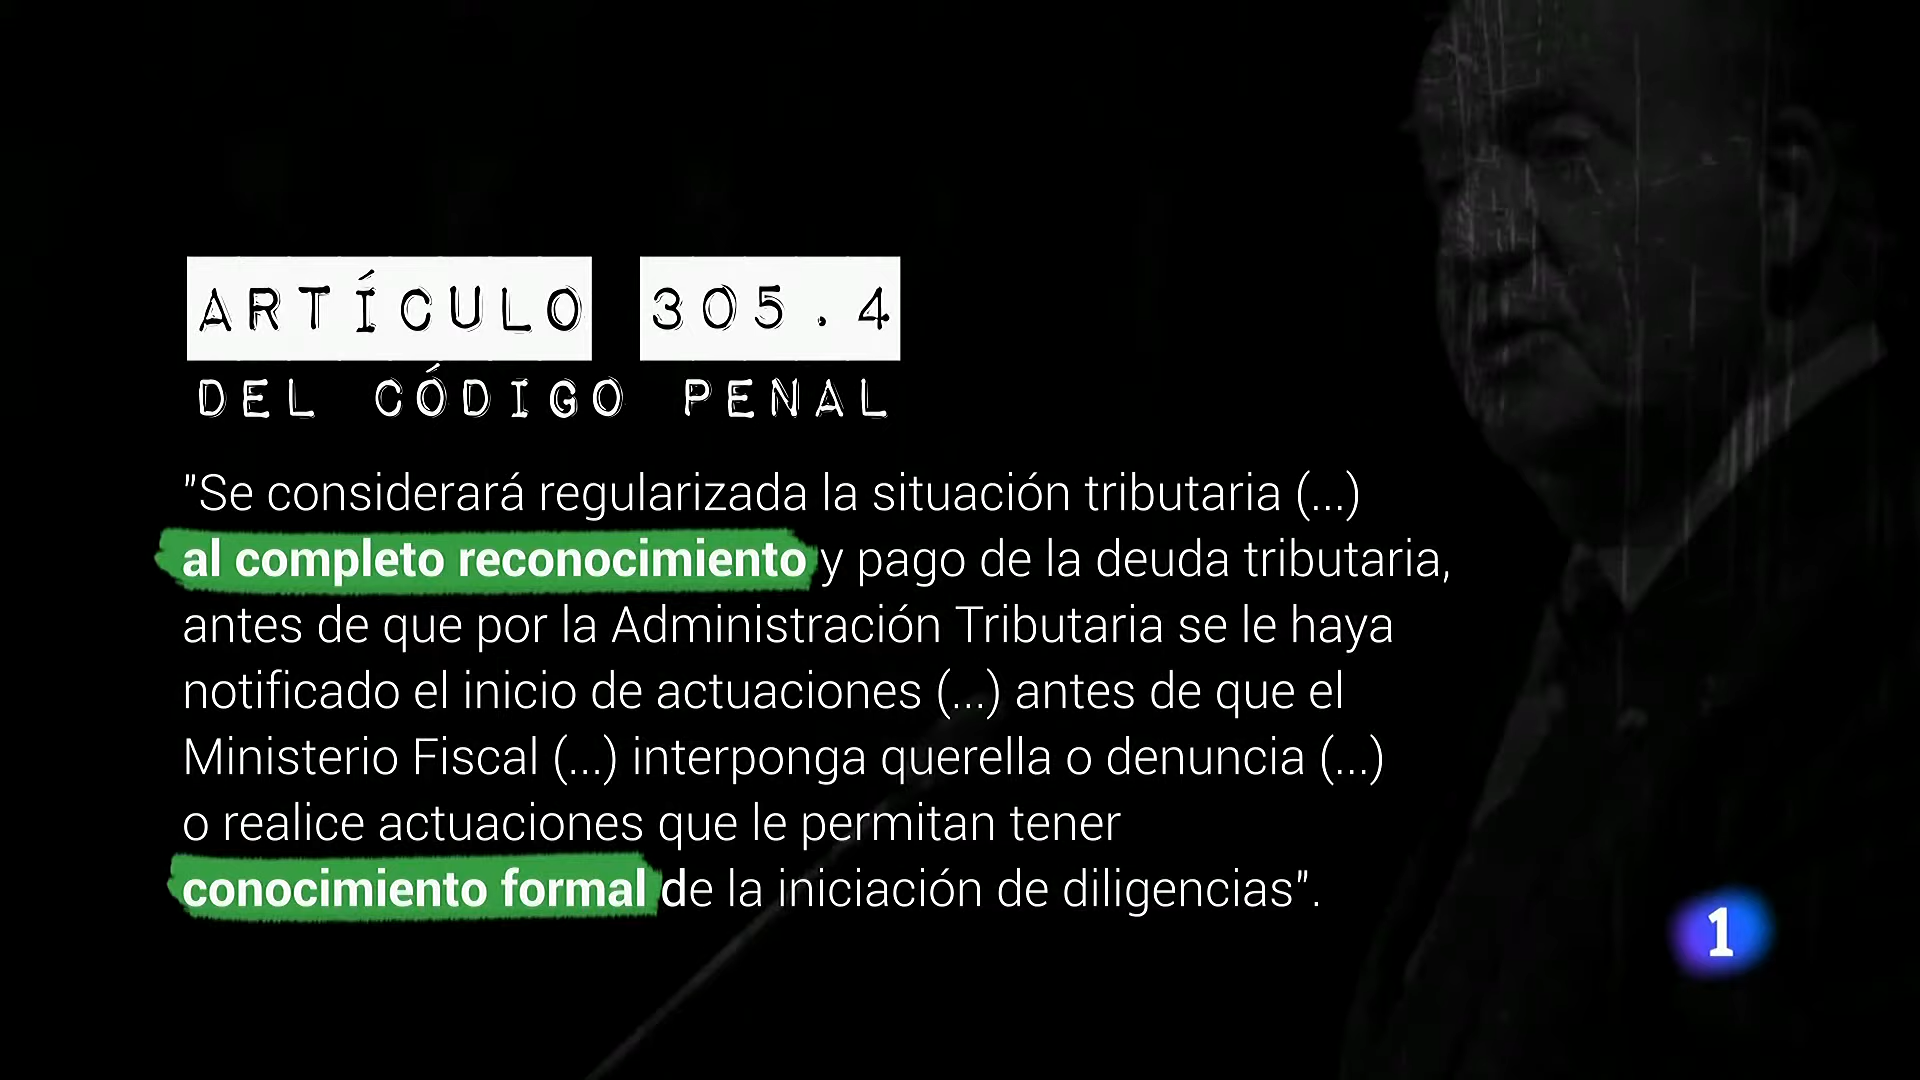 ARTÍCULO 305.4
DEL CÓDIGO PENAL
"Se considerará regularizada la situación tributaria (...)
al completo reconocimiento y pago de la deuda tributaria,
antes de que por la Administración Tributaria se le haya
notificado el inicio de actuaciones (...) antes de que el
Ministerio Fiscal (...) interponga querella o denuncia (...)
o realice actuaciones que le permitan tener
conocimiento formal de la iniciación de diligencias".
1